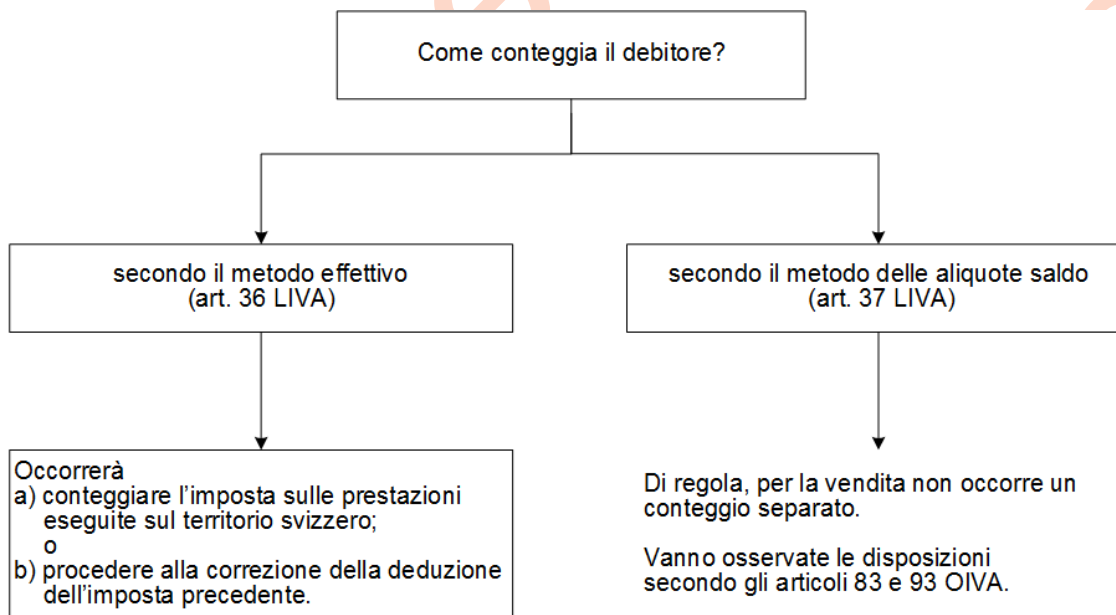 Come conteggia il debitore?
secondo il metodo effettivo
(art. 36 LIVA)
secondo il metodo delle aliquote saldo
(art. 37 LIVA)
Occorrerà
a) conteggiare l'imposta sulle prestazioni
eseguite sul territorio svizzero;
o
b) procedere alla correzione della deduzione
dell'imposta precedente.
Di regola, per la vendita non occorre un
conteggio separato.
Vanno osservate le disposizioni
secondo gli articoli 83 e 93 OIVA.